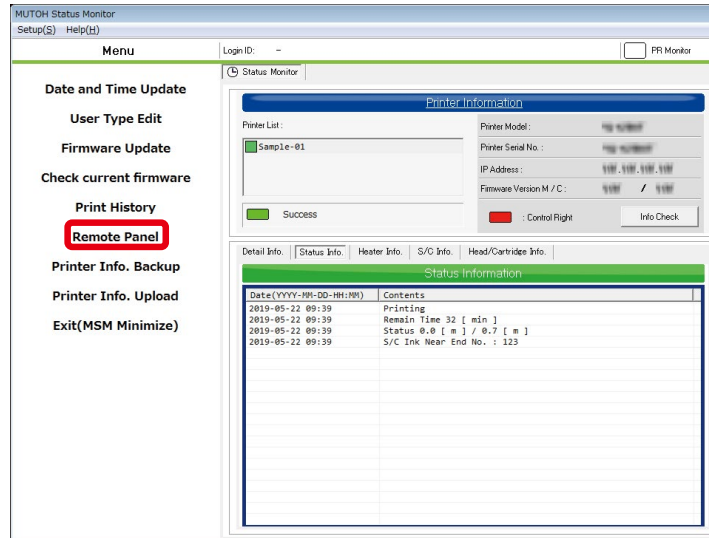 MUTOH Status Monitor
Setup(S) Help(H)
Menu
Login ID: –
PR Monitor
Status Monitor
Date and Time Update
User Type Edit
Firmware Update
Check current firmware
Print History
Remote Panel
Printer Info. Backup
Printer Info. Upload
Exit(MSM Minimize)
Printer Information
Printer List :
Sample-01
Success
Printer Model :
Printer Serial No. :
IP Address :
Firmware Version M / C : /
: Control Right
Info Check
Detail Info. Status Info. Heater Info. S/C Info. Head/Cartridge Info.
Status Information
Date(YYYY-MM-DD-HH:MM) Contents
2019-05-22 09:39 Printing
2019-05-22 09:39 Remain Time 32 [ min ]
2019-05-22 09:39 Status 0.0 [ m ] / 0.7 [ m ]
2019-05-22 09:39 S/C Ink Near End No. : 123